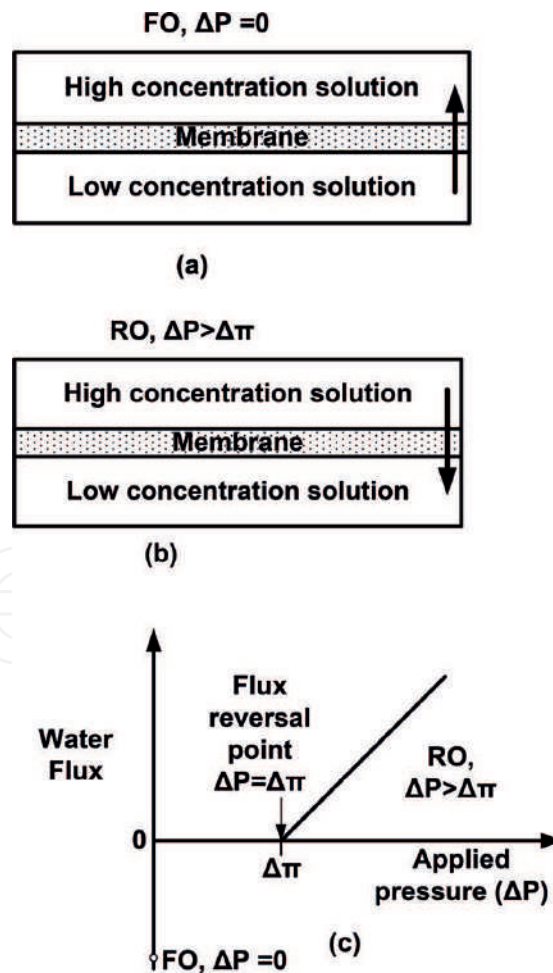 FO, ΔP =0
High concentration solution
Membrane
Low concentration solution
(a)
RO, ΔP>Δπ
High concentration solution
Membrane
Low concentration solution
(b)
Flux
reversal
point
ΔP=Δπ
Water
Flux
RO,
ΔP>Δπ
0
Δπ
Applied
pressure (ΔP)
FO, ΔP =0
(c)